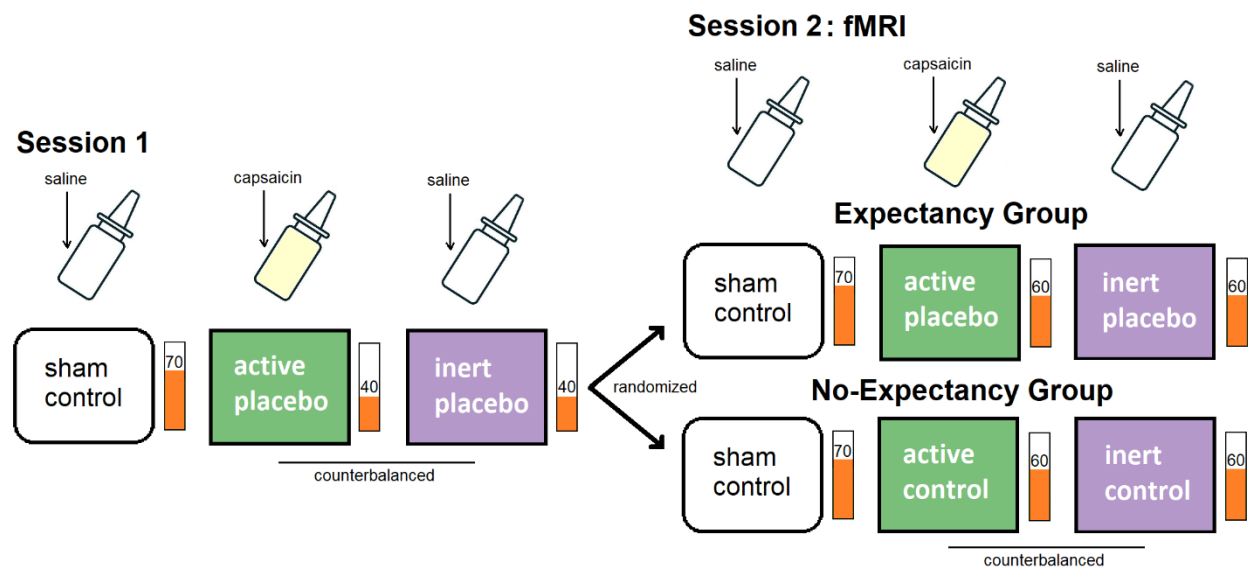 Session 1
saline
capsaicin
saline
sham
control
70
active
placebo
40
inert
placebo
40
counterbalanced
randomized
Session 2: fMRI
saline
capsaicin
saline
Expectancy Group
sham
control
70
active
placebo
60
inert
placebo
60
No-Expectancy Group
sham
control
70
active
control
60
inert
control
60
counterbalanced